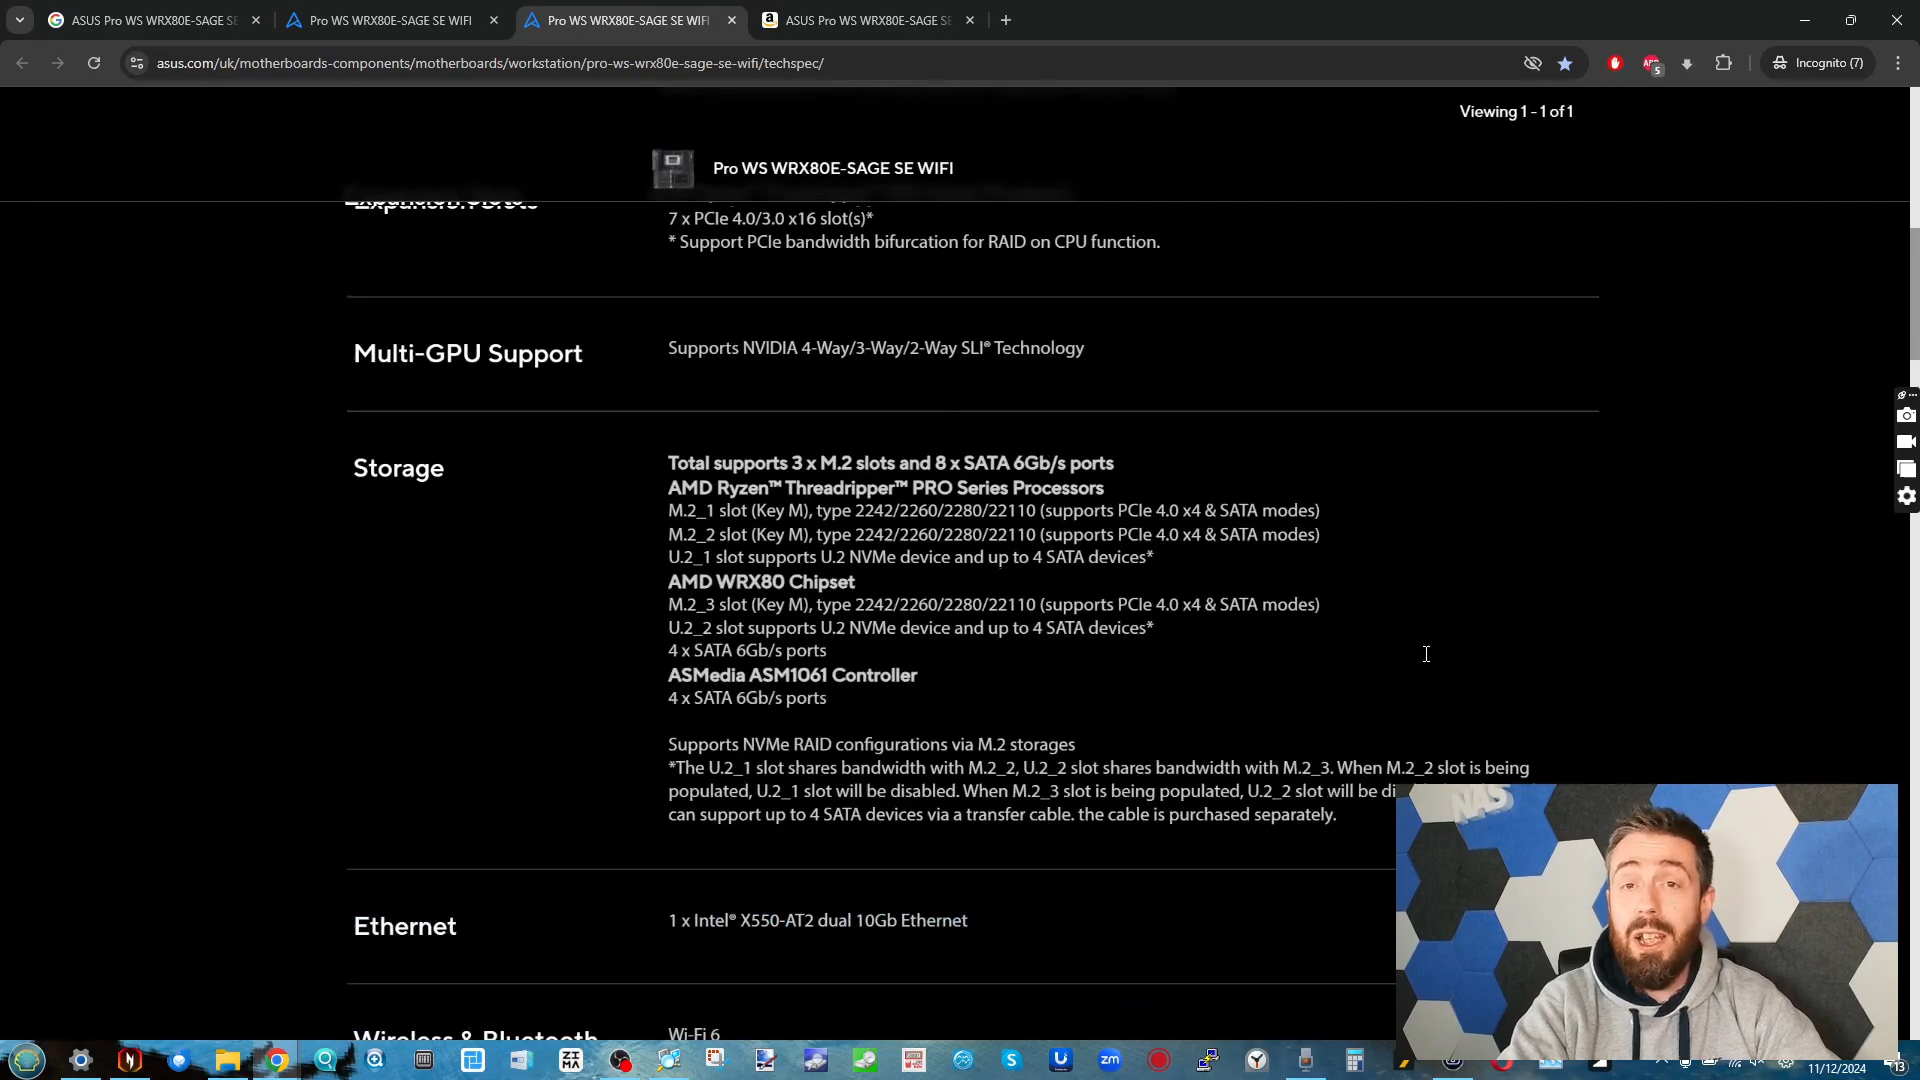 ASUS Pro WS WRX80E-SAGE SE
Pro WS WRX80E-SAGE SE WIFI
Pro WS WRX80E-SAGE SE WIFI
ASUS Pro WS WRX80E-SAGE SE
asus.com/uk/motherboards-components/motherboards/workstation/pro-ws-wrx80e-sage-se-wifi/techspec/
5
Incognito (7)
Viewing 1 - 1 of 1
Pro WS WRX80E-SAGE SE WIFI
Expansion Slots
7 x PCIe 4.0/3.0 x16 slot(s)*
* Support PCIe bandwidth bifurcation for RAID on CPU function.
Multi-GPU Support
Supports NVIDIA 4-Way/3-Way/2-Way SLI® Technology
Storage
Total supports 3 x M.2 slots and 8 x SATA 6Gb/s ports
AMD Ryzen™ Threadripper™ PRO Series Processors
M.2_1 slot (Key M), type 2242/2260/2280/22110 (supports PCIe 4.0 x4 & SATA modes)
M.2_2 slot (Key M), type 2242/2260/2280/22110 (supports PCIe 4.0 x4 & SATA modes)
U.2_1 slot supports U.2 NVMe device and up to 4 SATA devices*
AMD WRX80 Chipset
M.2_3 slot (Key M), type 2242/2260/2280/22110 (supports PCIe 4.0 x4 & SATA modes)
U.2_2 slot supports U.2 NVMe device and up to 4 SATA devices*
4 x SATA 6Gb/s ports
ASMedia ASM1061 Controller
4 x SATA 6Gb/s ports
Supports NVMe RAID configurations via M.2 storages
*The U.2_1 slot shares bandwidth with M.2_2, U.2_2 slot shares bandwidth with M.2_3. When M.2_2 slot is being
populated, U.2_1 slot will be disabled. When M.2_3 slot is being populated, U.2_2 slot will be di
can support up to 4 SATA devices via a transfer cable. the cable is purchased separately.
NAS
Ethernet
1 x Intel® X550-AT2 dual 10Gb Ethernet
Wireless & Bluetooth
Wi-Fi 6
ZIMA
zm
11/12/2024
13